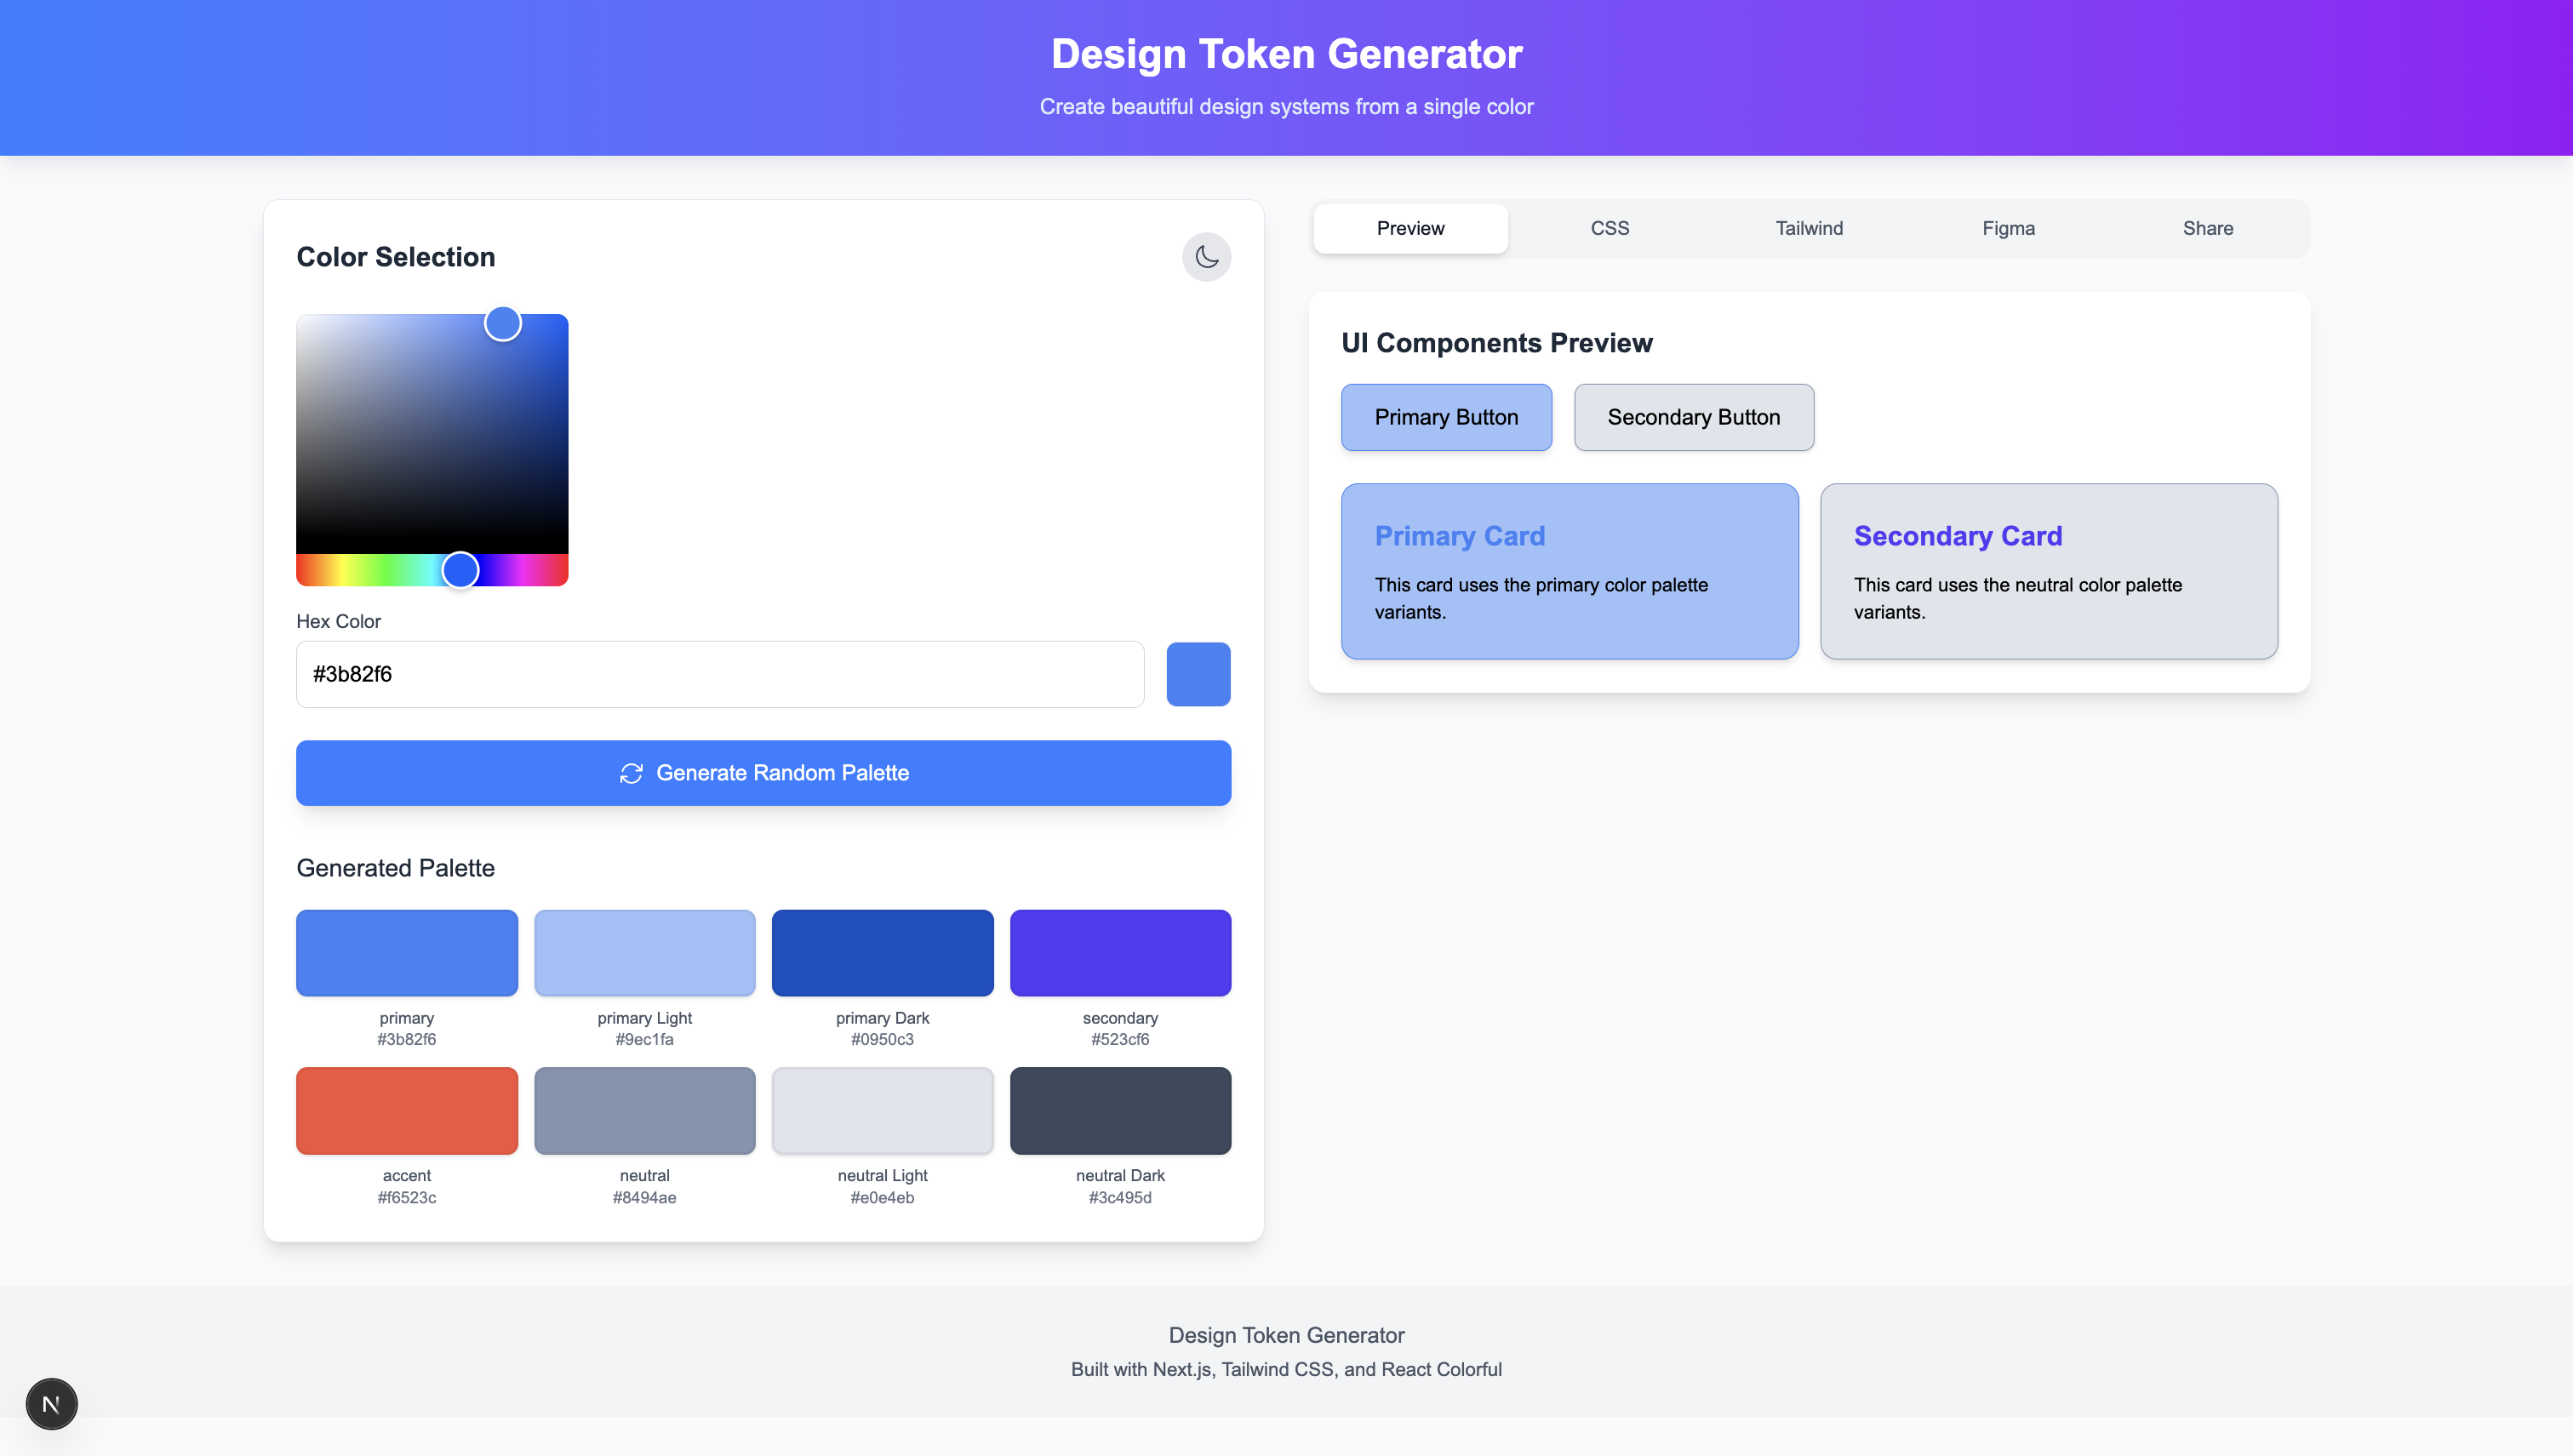 Design Token Generator
Create beautiful design systems from a single color
Color Selection
Hex Color
#3b82f6
Generate Random Palette
Generated Palette
primary
#3b82f6
primary Light
#9ec1fa
primary Dark
#0950c3
secondary
#523cf6
accent
#f6523c
neutral
#8494ae
neutral Light
#e0e4eb
neutral Dark
#3c495d
Preview
CSS
Tailwind
Figma
Share
UI Components Preview
Primary Button
Secondary Button
Primary Card
This card uses the primary color palette
variants.
Secondary Card
This card uses the neutral color palette
variants.
Design Token Generator
Built with Next.js, Tailwind CSS, and React Colorful
N